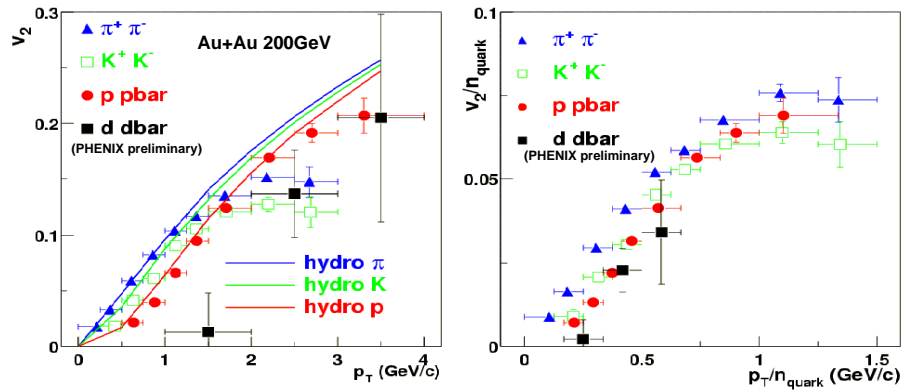 v2
0.3
0.2
0.1
0
π+ π-
K+ K-
p pbar
d dbar
(PHENIX preliminary)
Au+Au 200GeV
hydro π
hydro K
hydro p
0 1 2 3 4
pT (GeV/c)
v2/nquark
0.1
0.05
0
π+ π-
K+ K-
p pbar
d dbar
(PHENIX preliminary)
0 0.5 1 1.5
pT/nquark (GeV/c)